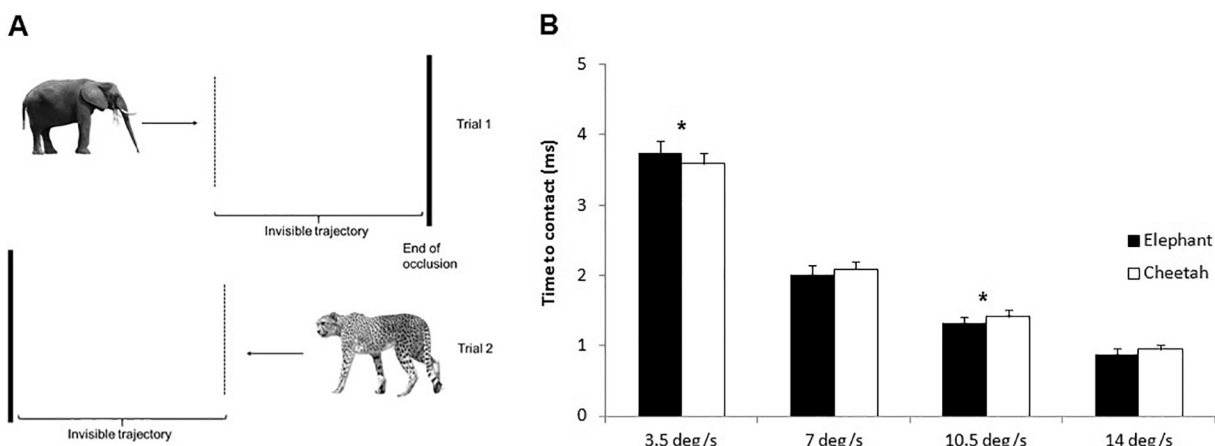 A
Trial 1
Invisible trajectory
End of
occlusion
Trial 2
Invisible trajectory
B
Time to contact (ms)
5
4
*
3
2
*
1
0
3.5 deg/s 7 deg/s 10.5 deg/s 14 deg/s
Elephant
Cheetah